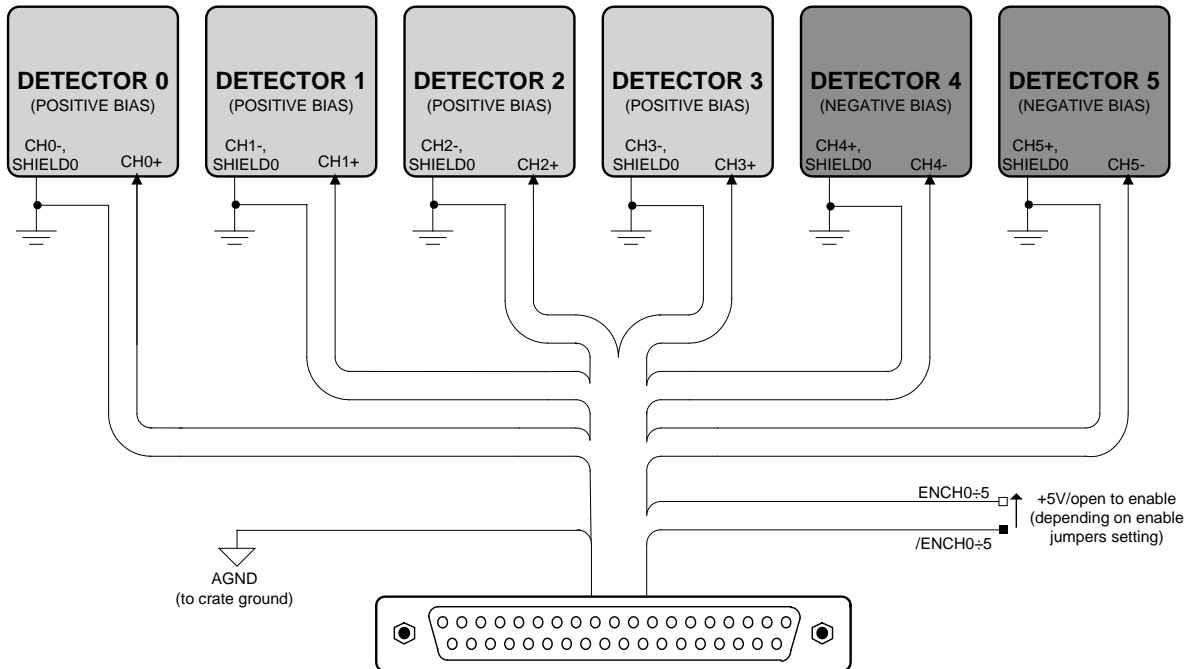 DETECTOR 0
(POSITIVE BIAS)
CH0-,
SHIELD0
CH0+
DETECTOR 1
(POSITIVE BIAS)
CH1-,
SHIELD0
CH1+
DETECTOR 2
(POSITIVE BIAS)
CH2-,
SHIELD0
CH2+
DETECTOR 3
(POSITIVE BIAS)
CH3-,
SHIELD0
CH3+
DETECTOR 4
(NEGATIVE BIAS)
CH4+,
SHIELD0
CH4-
DETECTOR 5
(NEGATIVE BIAS)
CH5+,
SHIELD0
CH5-
ENCH0÷5
/ENCH0÷5
+5V/open to enable
(depending on enable
jumpers setting)
AGND
(to crate ground)